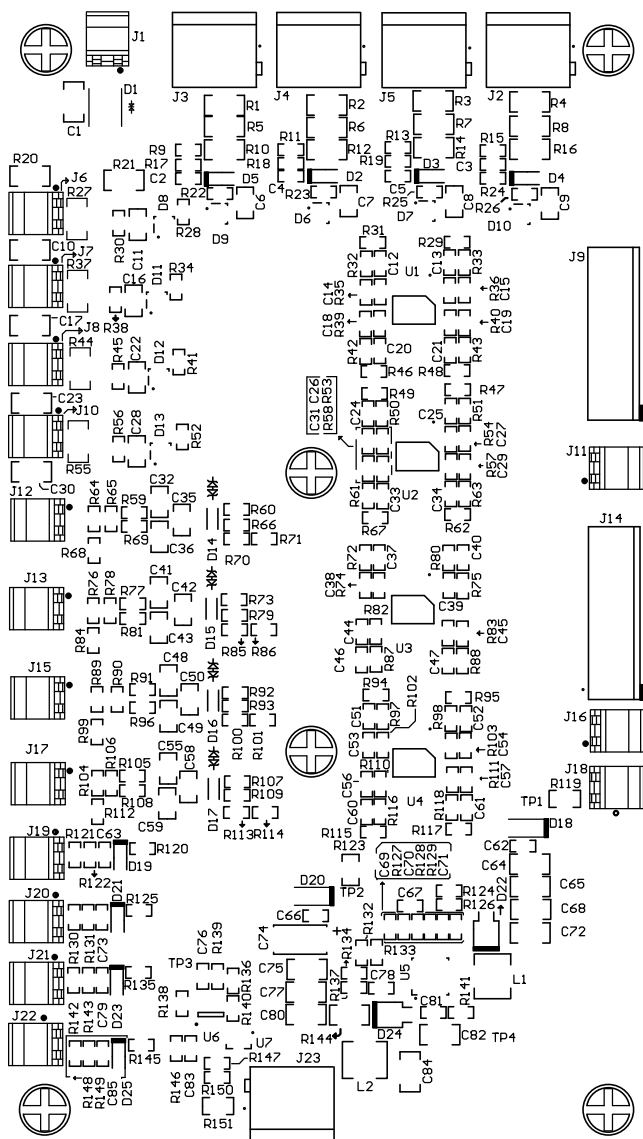 J1
J3 J4 J5 J2
D1
C1
R1 R2 R3 R4
R5 R6 R7 R8
R9 R10 R11 R12 R13 R14 R15 R16
R17 R18 R19
C2 C4 C3
R20 R21 D5 D2 D3 D4
J6 R22 R23 C5 R24
R27 D8 C6 C7 R25 C8 R26 C9
R28 D9 D6 D7 D10
R30 C11
C10 R31 R29
J7 R32 C12 C13 R33
R37 D11 R34 U1
C16 C14 R35 R36 C15
J9
R38
C17 C18 R39 R40 C19
J8
R44 R42 C20 C21 R43
R45 C22 D12 R41
R46 R48
C23 R49 R47
J10 C31 C26 R58 R53
R56 C28 D13 R52 C24 R50 C25 R51
R54 C27
R55 R57 C29
J11
C30 R61 C33 U2 C34 R63
J12 R64 R65 R59 C32 C35
R60 R67 R62
R66
R69
J14
R68 C36 D14 R70 R71
R72 C37 R80 C40
R76 R78 C41
J13 R77 C42 R73 C38 R74 R75
R79 R82 C39
R81
R84 C43 D15 R85 R86 C44 R83 C45
C46 R87 U3 C47 R88
R89 R90 C48
J15 R91 C50 R92 R94 R102 R95
R93 C51 R97 R98 C52
R96 C49
R99 D16 R100 R101 C53 R103 C54
J16
R106 C55
J17 R105 C58 R110
R104 R107 C56 R111 C57
J18
R108 R109
R112 C60 R116 U4 R118 C61 TP1 R119
C59 D17 R113 R114
R115 R117 D18
J19 R121 C63 R120 R123
C62
D19 C69 R127 C70 R128 R129 C71 C64
R122
D21 D20 TP2 R124 D22 C65
J20 R125 C67 R126
C66 C68
R130 R131 C73 C76 R139 C74 R132
R134 R133 C72
J21 TP3 C75
R135 R136 R137 C78 U5 R141 L1
R138 C77
R142 R143 C79 D23 R140
J22 C80 C81
U6 U7 R144 D24 C82 TP4
R145
R147 J23
R146 C83 L2 C84
R148 R149 C85 D25 R150
R151